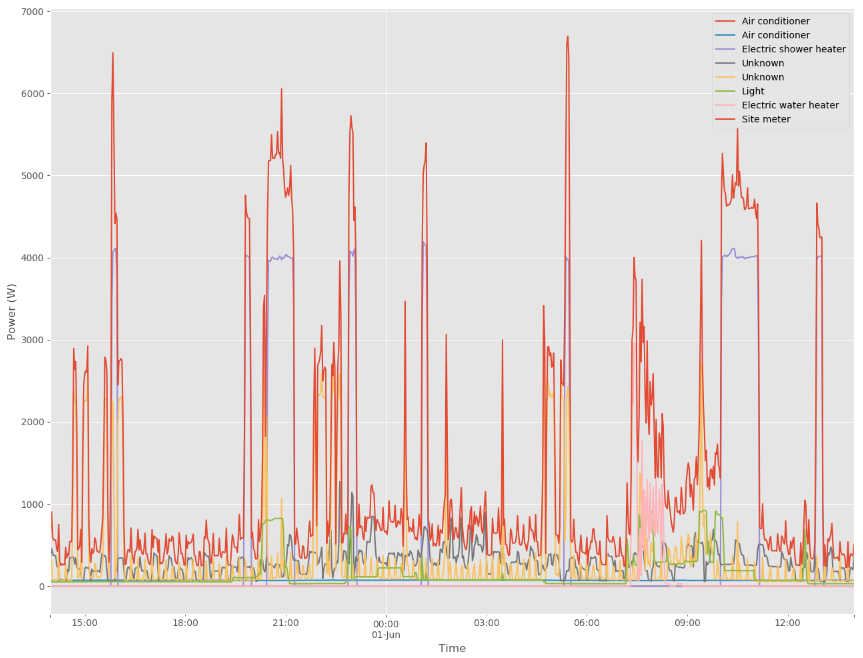 7000
6000
5000
4000
3000
2000
1000
0
Power (W)
Air conditioner
Air conditioner
Electric shower heater
Unknown
Unknown
Light
Electric water heater
Site meter
15:00
18:00
21:00
00:00
01-Jun
03:00
06:00
09:00
12:00
Time